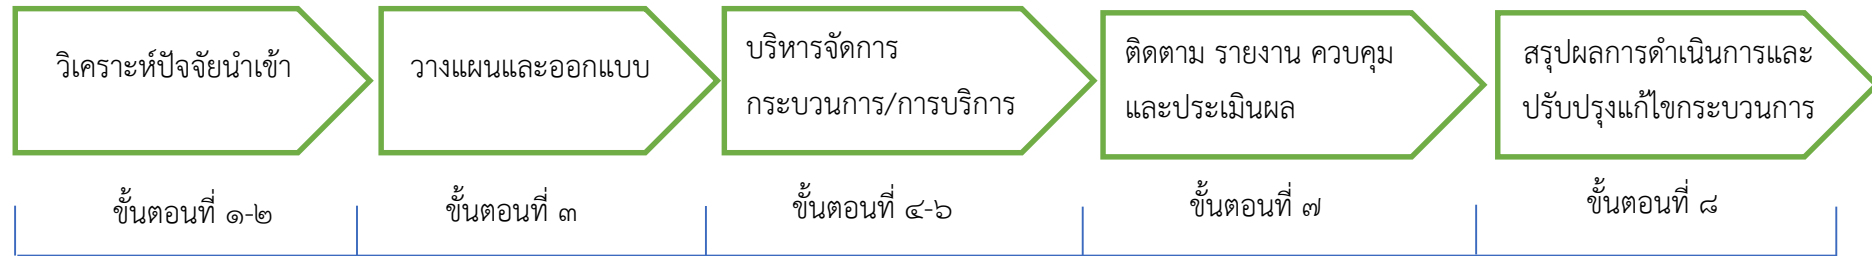 วิเคราะห์ปัจจัยนำเข้า
วางแผนและออกแบบ
บริหารจัดการ
กระบวนการ/การบริการ
ติดตาม รายงาน ควบคุม
และประเมินผล
สรุปผลการดำเนินการและ
ปรับปรุงแก้ไขกระบวนการ
ขั้นตอนที่ ๑-๒
ขั้นตอนที่ ๓
ขั้นตอนที่ ๔-๖
ขั้นตอนที่ ๗
ขั้นตอนที่ ๘